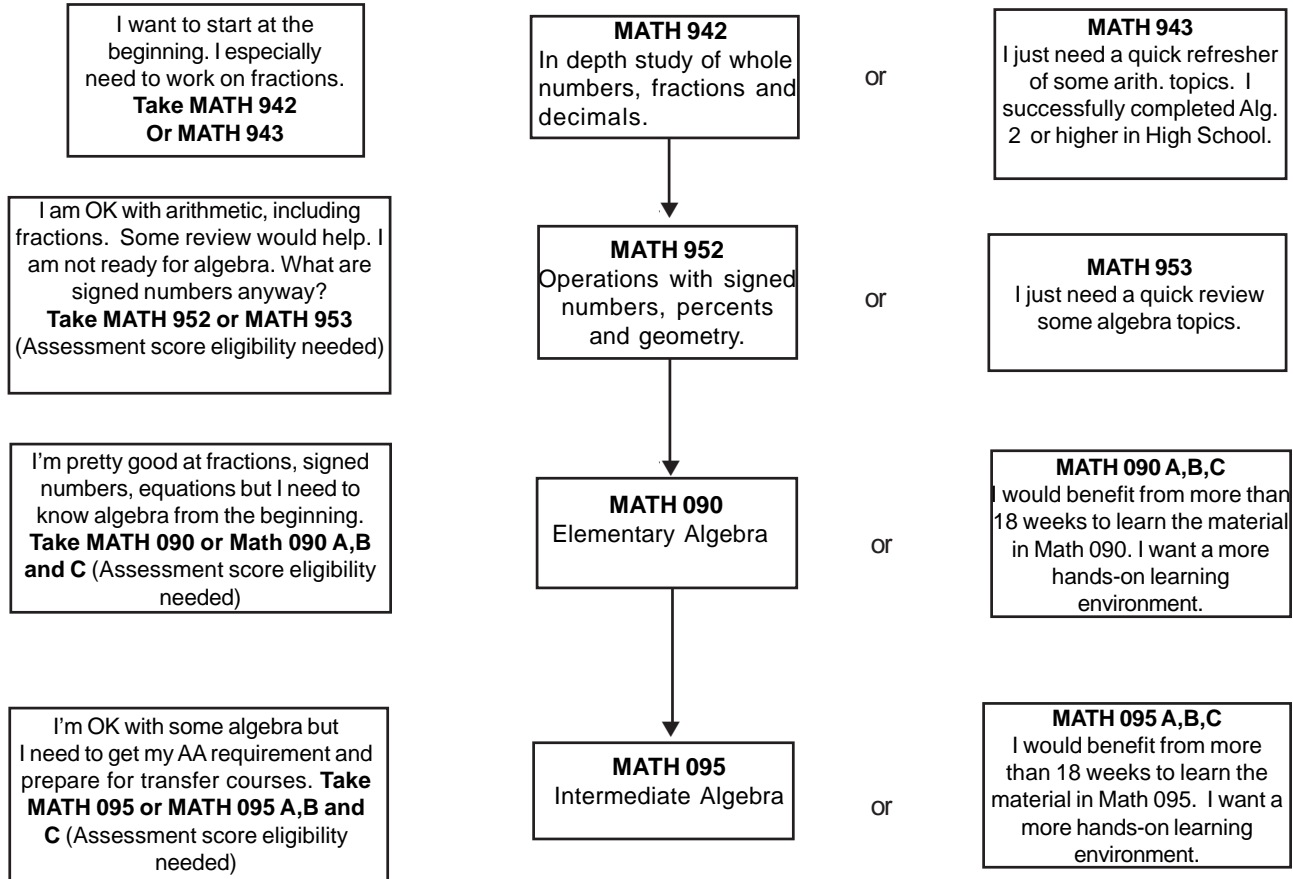 I want to start at the
beginning. I especially
need to work on fractions.
Take MATH 942
Or MATH 943
MATH 942
In depth study of whole
numbers, fractions and
decimals.
or
MATH 943
I just need a quick refresher
of some arith. topics. I
successfully completed Alg.
2 or higher in High School.
I am OK with arithmetic, including
fractions. Some review would help. I
am not ready for algebra. What are
signed numbers anyway?
Take MATH 952 or MATH 953
(Assessment score eligibility needed)
MATH 952
Operations with signed
numbers, percents
and geometry.
or
MATH 953
I just need a quick review
some algebra topics.
I'm pretty good at fractions, signed
numbers, equations but I need to
know algebra from the beginning.
Take MATH 090 or Math 090 A,B
and C (Assessment score eligibility
needed)
MATH 090
Elementary Algebra
or
MATH 090 A,B,C
I would benefit from more than
18 weeks to learn the material
in Math 090. I want a more
hands-on learning
environment.
I'm OK with some algebra but
I need to get my AA requirement and
prepare for transfer courses. Take
MATH 095 or MATH 095 A,B and
C (Assessment score eligibility
needed)
MATH 095
Intermediate Algebra
or
MATH 095 A,B,C
I would benefit from more
than 18 weeks to learn the
material in Math 095. I want a
more hands-on learning
environment.